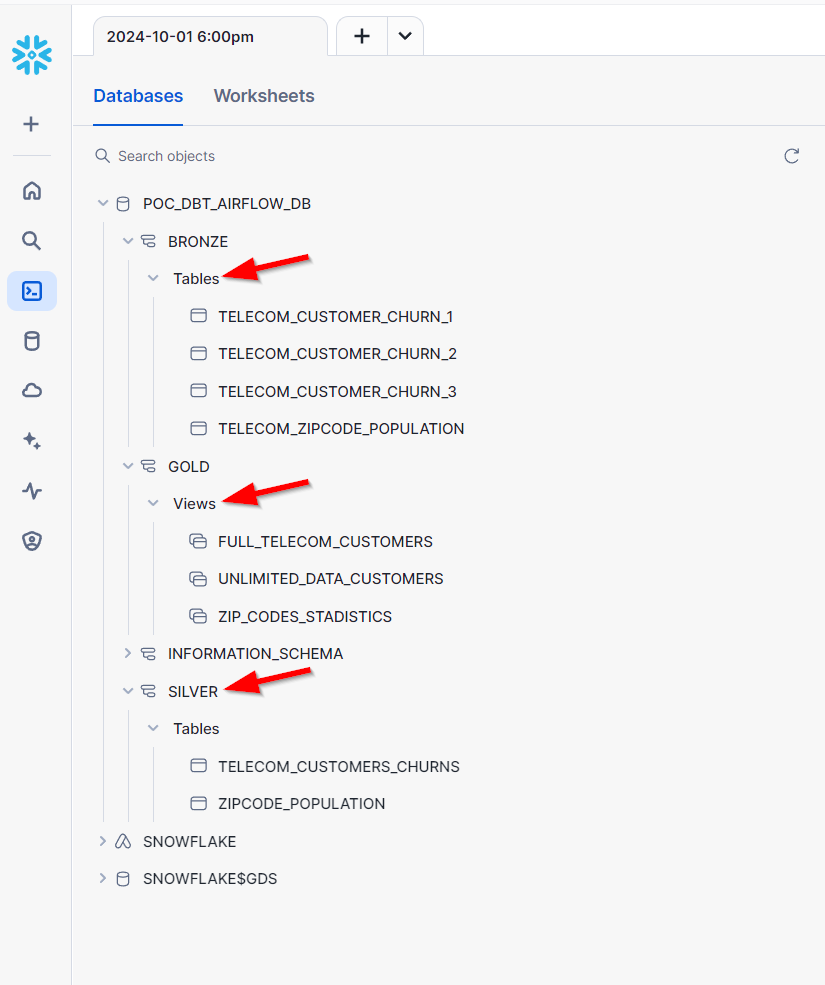 2024-10-01 6:00pm
Databases Worksheets
Search objects
POC_DBT_AIRFLOW_DB
BRONZE
Tables
TELECOM_CUSTOMER_CHURN_1
TELECOM_CUSTOMER_CHURN_2
TELECOM_CUSTOMER_CHURN_3
TELECOM_ZIPCODE_POPULATION
GOLD
Views
FULL_TELECOM_CUSTOMERS
UNLIMITED_DATA_CUSTOMERS
ZIP_CODES_STADISTICS
INFORMATION_SCHEMA
SILVER
Tables
TELECOM_CUSTOMERS_CHURNS
ZIPCODE_POPULATION
SNOWFLAKE
SNOWFLAKE$GDS